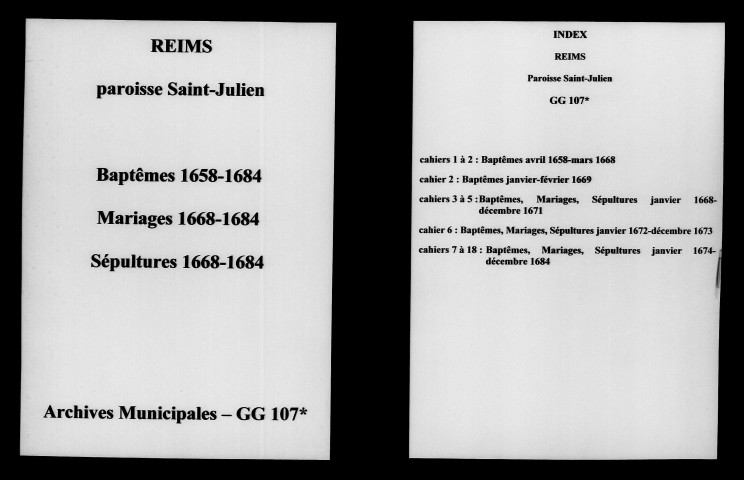 REIMS
paroisse Saint-Julien
Baptêmes 1658-1684
Mariages 1668-1684
Sépultures 1668-1684
Archives Municipales – GG 107*
INDEX
REIMS
Paroisse Saint-Julien
GG 107*
cahiers 1 à 2 : Baptêmes avril 1658-mars 1668
cahier 2 : Baptêmes janvier-février 1669
cahiers 3 à 5 :Baptêmes, Mariages, Sépultures janvier 1668-
décembre 1671
cahier 6 : Baptêmes, Mariages, Sépultures janvier 1672-décembre 1673
cahiers 7 à 18 : Baptêmes, Mariages, Sépultures janvier 1674-
décembre 1684